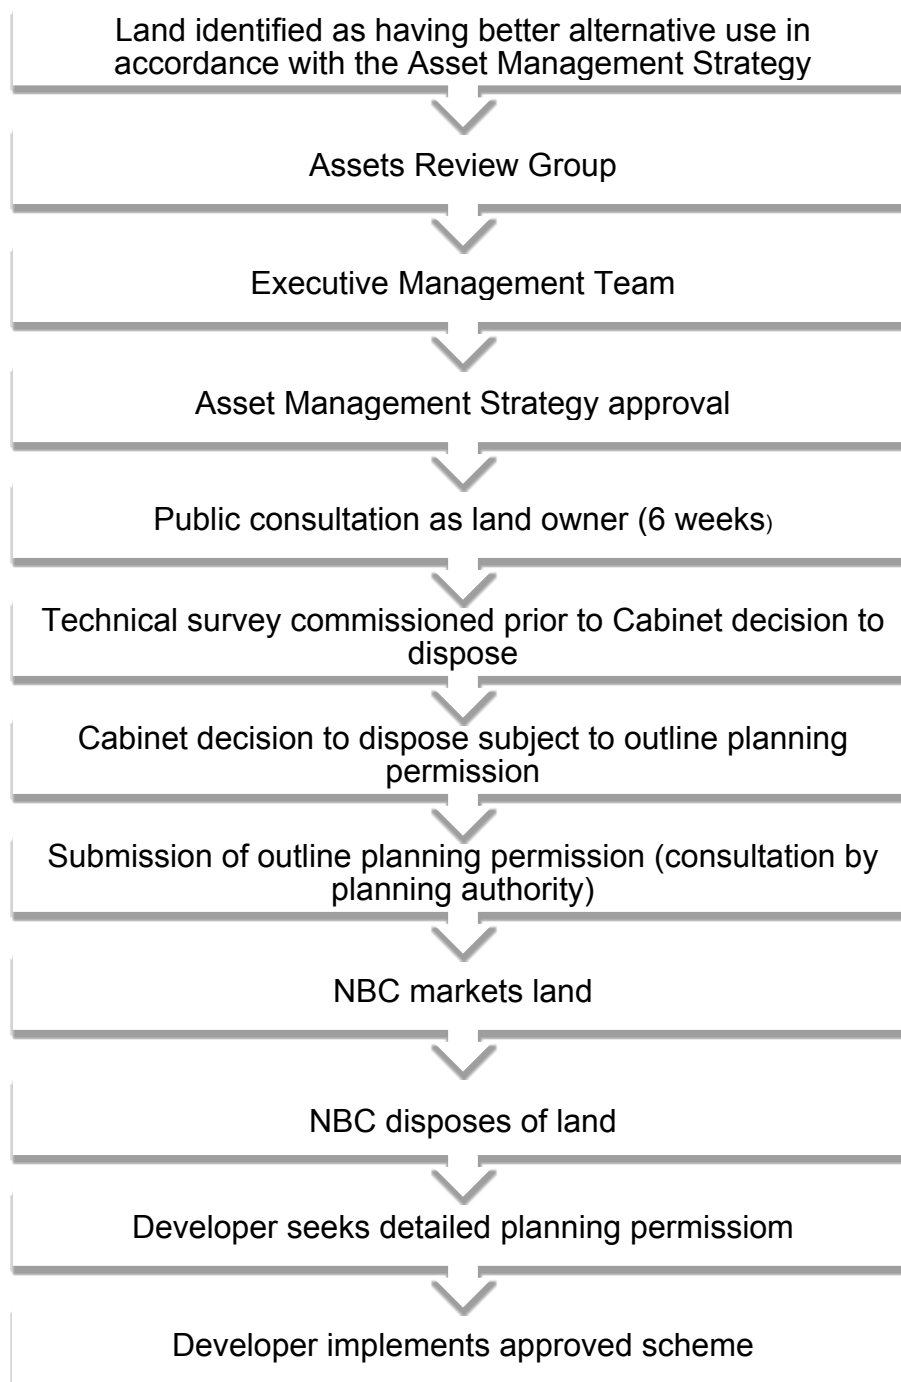 Land identified as having better alternative use in
accordance with the Asset Management Strategy
Assets Review Group
Executive Management Team
Asset Management Strategy approval
Public consultation as land owner (6 weeks)
Technical survey commissioned prior to Cabinet decision to
dispose
Cabinet decision to dispose subject to outline planning
permission
Submission of outline planning permission (consultation by
planning authority)
NBC markets land
NBC disposes of land
Developer seeks detailed planning permissiom
Developer implements approved scheme